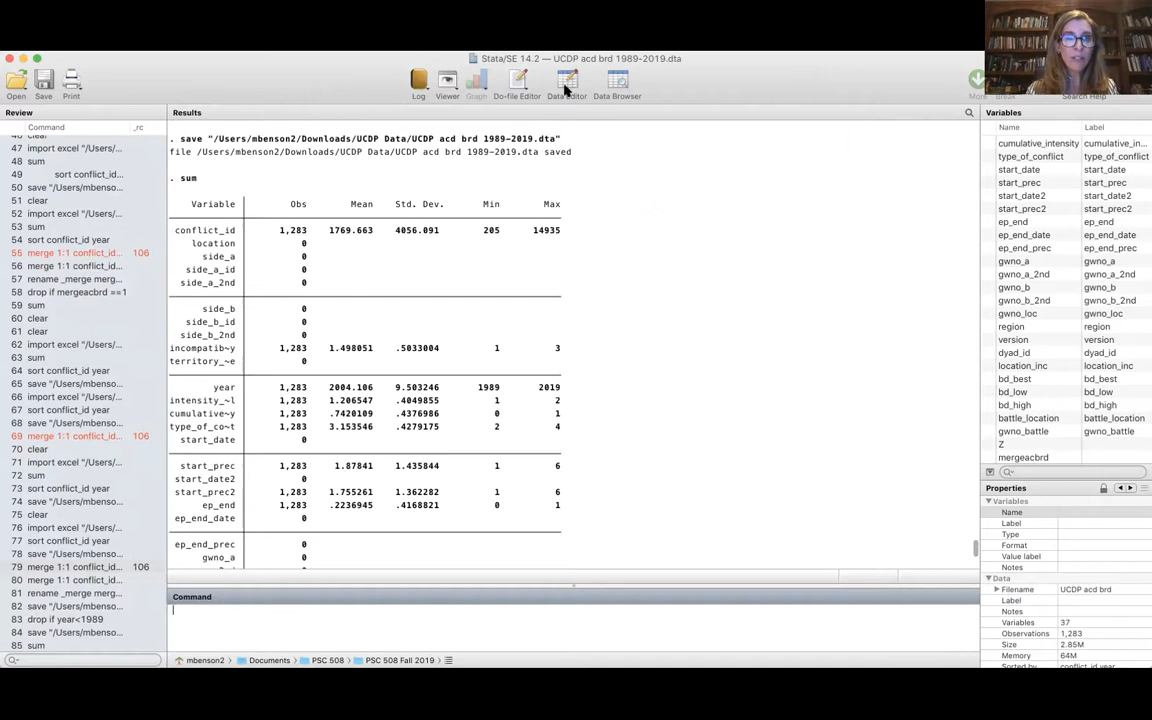 Stata/SE 14.2 — UCDP acd brd 1989-2019.dta
Open Save Print Log Viewer Graph Do-file Editor Data Editor Data Browser More Break Search Help
Review
Command _rc
46 clear
47 import excel "/Users/...
48 sum
49 sort conflict_id...
50 save "/Users/mbenso...
51 clear
52 import excel "/Users/...
53 sum
54 sort conflict_id year
55 merge 1:1 conflict_id... 106
56 merge 1:1 conflict_id...
57 rename _merge merg...
58 drop if mergeacbrd ==1
59 sum
60 clear
61 clear
62 import excel "/Users/...
63 sum
64 sort conflict_id year
65 save "/Users/mbenso...
66 import excel "/Users/...
67 sort conflict_id year
68 save "/Users/mbenso...
69 merge 1:1 conflict_id... 106
70 clear
71 import excel "/Users/...
72 sum
73 sort conflict_id year
74 save "/Users/mbenso...
75 clear
76 import excel "/Users/...
77 sort conflict_id year
78 save "/Users/mbenso...
79 merge 1:1 conflict_id... 106
80 merge 1:1 conflict_id...
81 rename _merge merg...
82 save "/Users/mbenso...
83 drop if year<1989
84 save "/Users/mbenso...
85 sum
Results
. save "/Users/mbenson2/Downloads/UCDP Data/UCDP acd brd 1989-2019.dta"
file /Users/mbenson2/Downloads/UCDP Data/UCDP acd brd 1989-2019.dta saved
. sum
Variable Obs Mean Std. Dev. Min Max
conflict_id 1,283 1769.663 4056.091 205 14935
location 0
side_a 0
side_a_id 0
side_a_2nd 0
side_b 0
side_b_id 0
side_b_2nd 0
incompatib~y 1,283 1.498051 .5033004 1 3
territory_~e 0
year 1,283 2004.106 9.503246 1989 2019
intensity_~l 1,283 1.206547 .4049855 1 2
cumulative~y 1,283 .7420109 .4376986 0 1
type_of_co~t 1,283 3.153546 .4279175 2 4
start_date 0
start_prec 1,283 1.87841 1.435844 1 6
start_date2 0
start_prec2 1,283 1.755261 1.362282 1 6
ep_end 1,283 .2236945 .4168821 0 1
ep_end_date 0
ep_end_prec 0
gwno_a 0
Command
mbenson2 Documents PSC 508 PSC 508 Fall 2019
Variables
Name Label
cumulative_intensity cumulative_in...
type_of_conflict type_of_conflict
start_date start_date
start_prec start_prec
start_date2 start_date2
start_prec2 start_prec2
ep_end ep_end
ep_end_date ep_end_date
ep_end_prec ep_end_prec
gwno_a gwno_a
gwno_a_2nd gwno_a_2nd
gwno_b gwno_b
gwno_b_2nd gwno_b_2nd
gwno_loc gwno_loc
region region
version version
dyad_id dyad_id
location_inc location_inc
bd_best bd_best
bd_low bd_low
bd_high bd_high
battle_location battle_location
gwno_battle gwno_battle
Z
mergeacbrd
Properties
Variables
Name
Label
Type
Format
Value label
Notes
Data
Filename UCDP acd brd
Label
Notes
Variables 37
Observations 1,283
Size 2.85M
Memory 64M
Sorted by conflict_id year